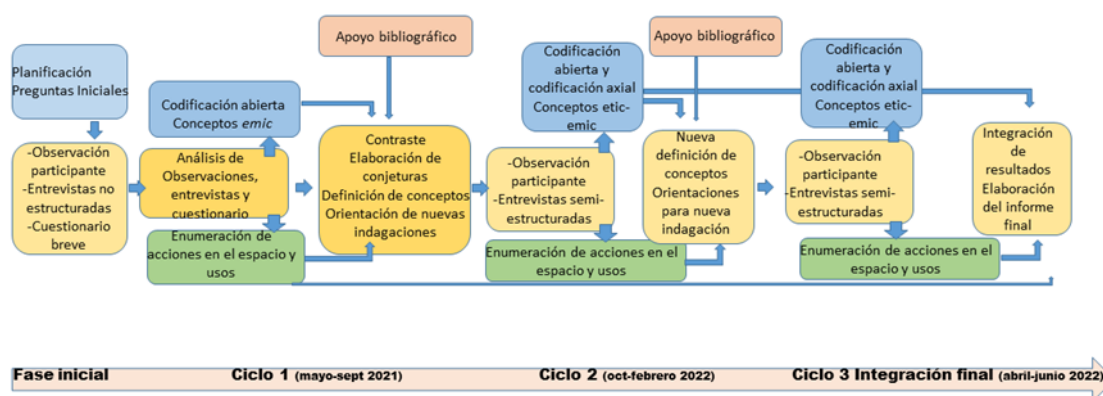 Planificación
Preguntas Iniciales
-Observación
participante
-Entrevistas no
estructuradas
-Cuestionario
breve
Codificación abierta
Conceptos emic
Análisis de
Observaciones,
entrevistas y
cuestionario
Enumeración de
acciones en el espacio y
usos
Apoyo bibliográfico
Contraste
Elaboración de
conjeturas
Definición de conceptos
Orientación de nuevas
indagaciones
Codificación
abierta y
codificación axial
Conceptos etic-
emic
-Observación
participante
-Entrevistas semi-
estructuradas
Enumeración de acciones en el
espacio y usos
Apoyo bibliográfico
Nueva
definición de
conceptos
Orientaciones
para nueva
indagación
Codificación
abierta y
codificación axial
Conceptos etic-
emic
-Observación
participante
-Entrevistas semi-
estructuradas
Enumeración de acciones en el
espacio y usos
Integración
de
resultados
Elaboración
del informe
final
Fase inicial
Ciclo 1 (mayo-sept 2021)
Ciclo 2 (oct-febrero 2022)
Ciclo 3 Integración final (abril-junio 2022)